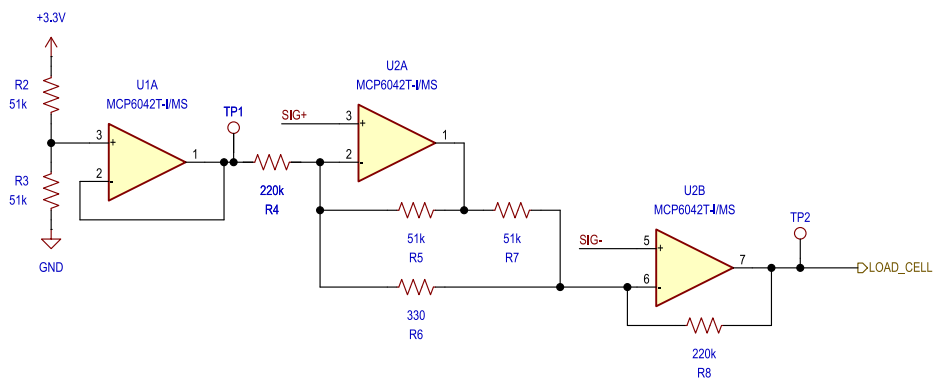 +3.3V
R2
51k
R3
51k
GND
U1A
MCP6042T-I/MS
3
+
2
-
1
TP1
220k
R4
U2A
MCP6042T-I/MS
SIG+
3
+
2
-
1
51k
R5
51k
R7
330
R6
U2B
MCP6042T-I/MS
SIG-
5
+
6
-
7
TP2
LOAD_CELL
220k
R8